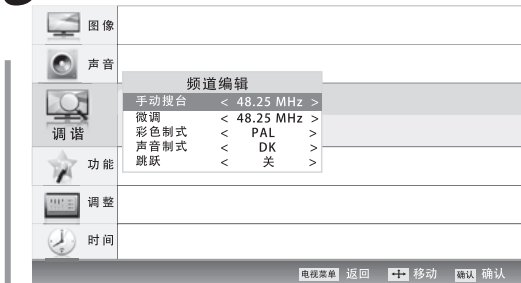 图像
声音
频道编辑
手动搜台 < 48.25 MHz >
微调 < 48.25 MHz >
彩色制式 < PAL >
声音制式 < DK >
跳跃 < 关 >
调谐
功能
调整
时间
电视菜单 返回 移动 确认 确认